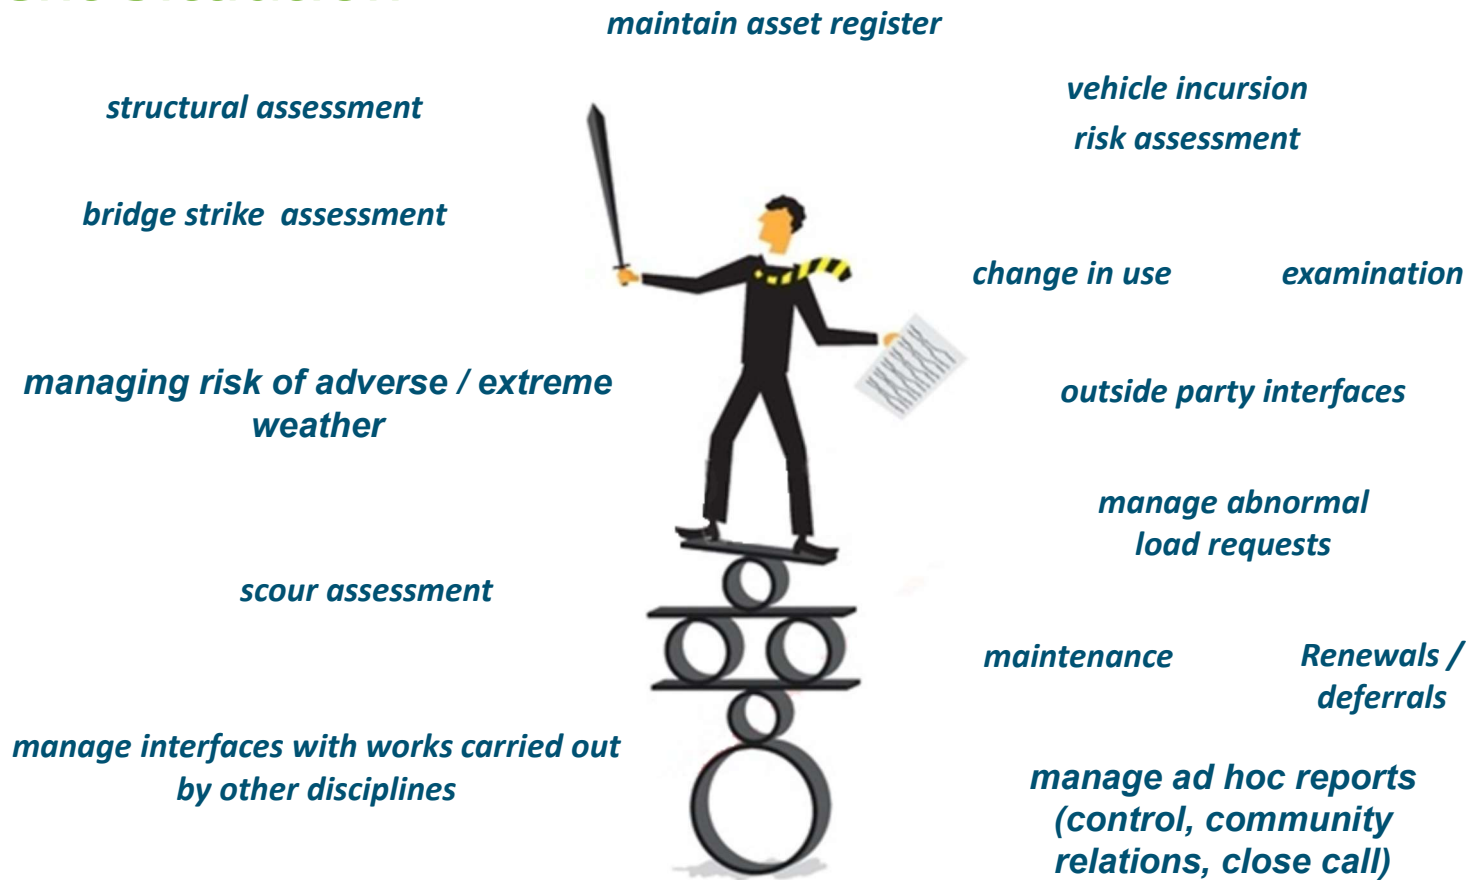 maintain asset register
structural assessment
vehicle incursion
risk assessment
bridge strike assessment
change in use
examination
managing risk of adverse / extreme
weather
outside party interfaces
manage abnormal
load requests
scour assessment
maintenance
Renewals /
deferrals
manage interfaces with works carried out
by other disciplines
manage ad hoc reports
(control, community
relations, close call)